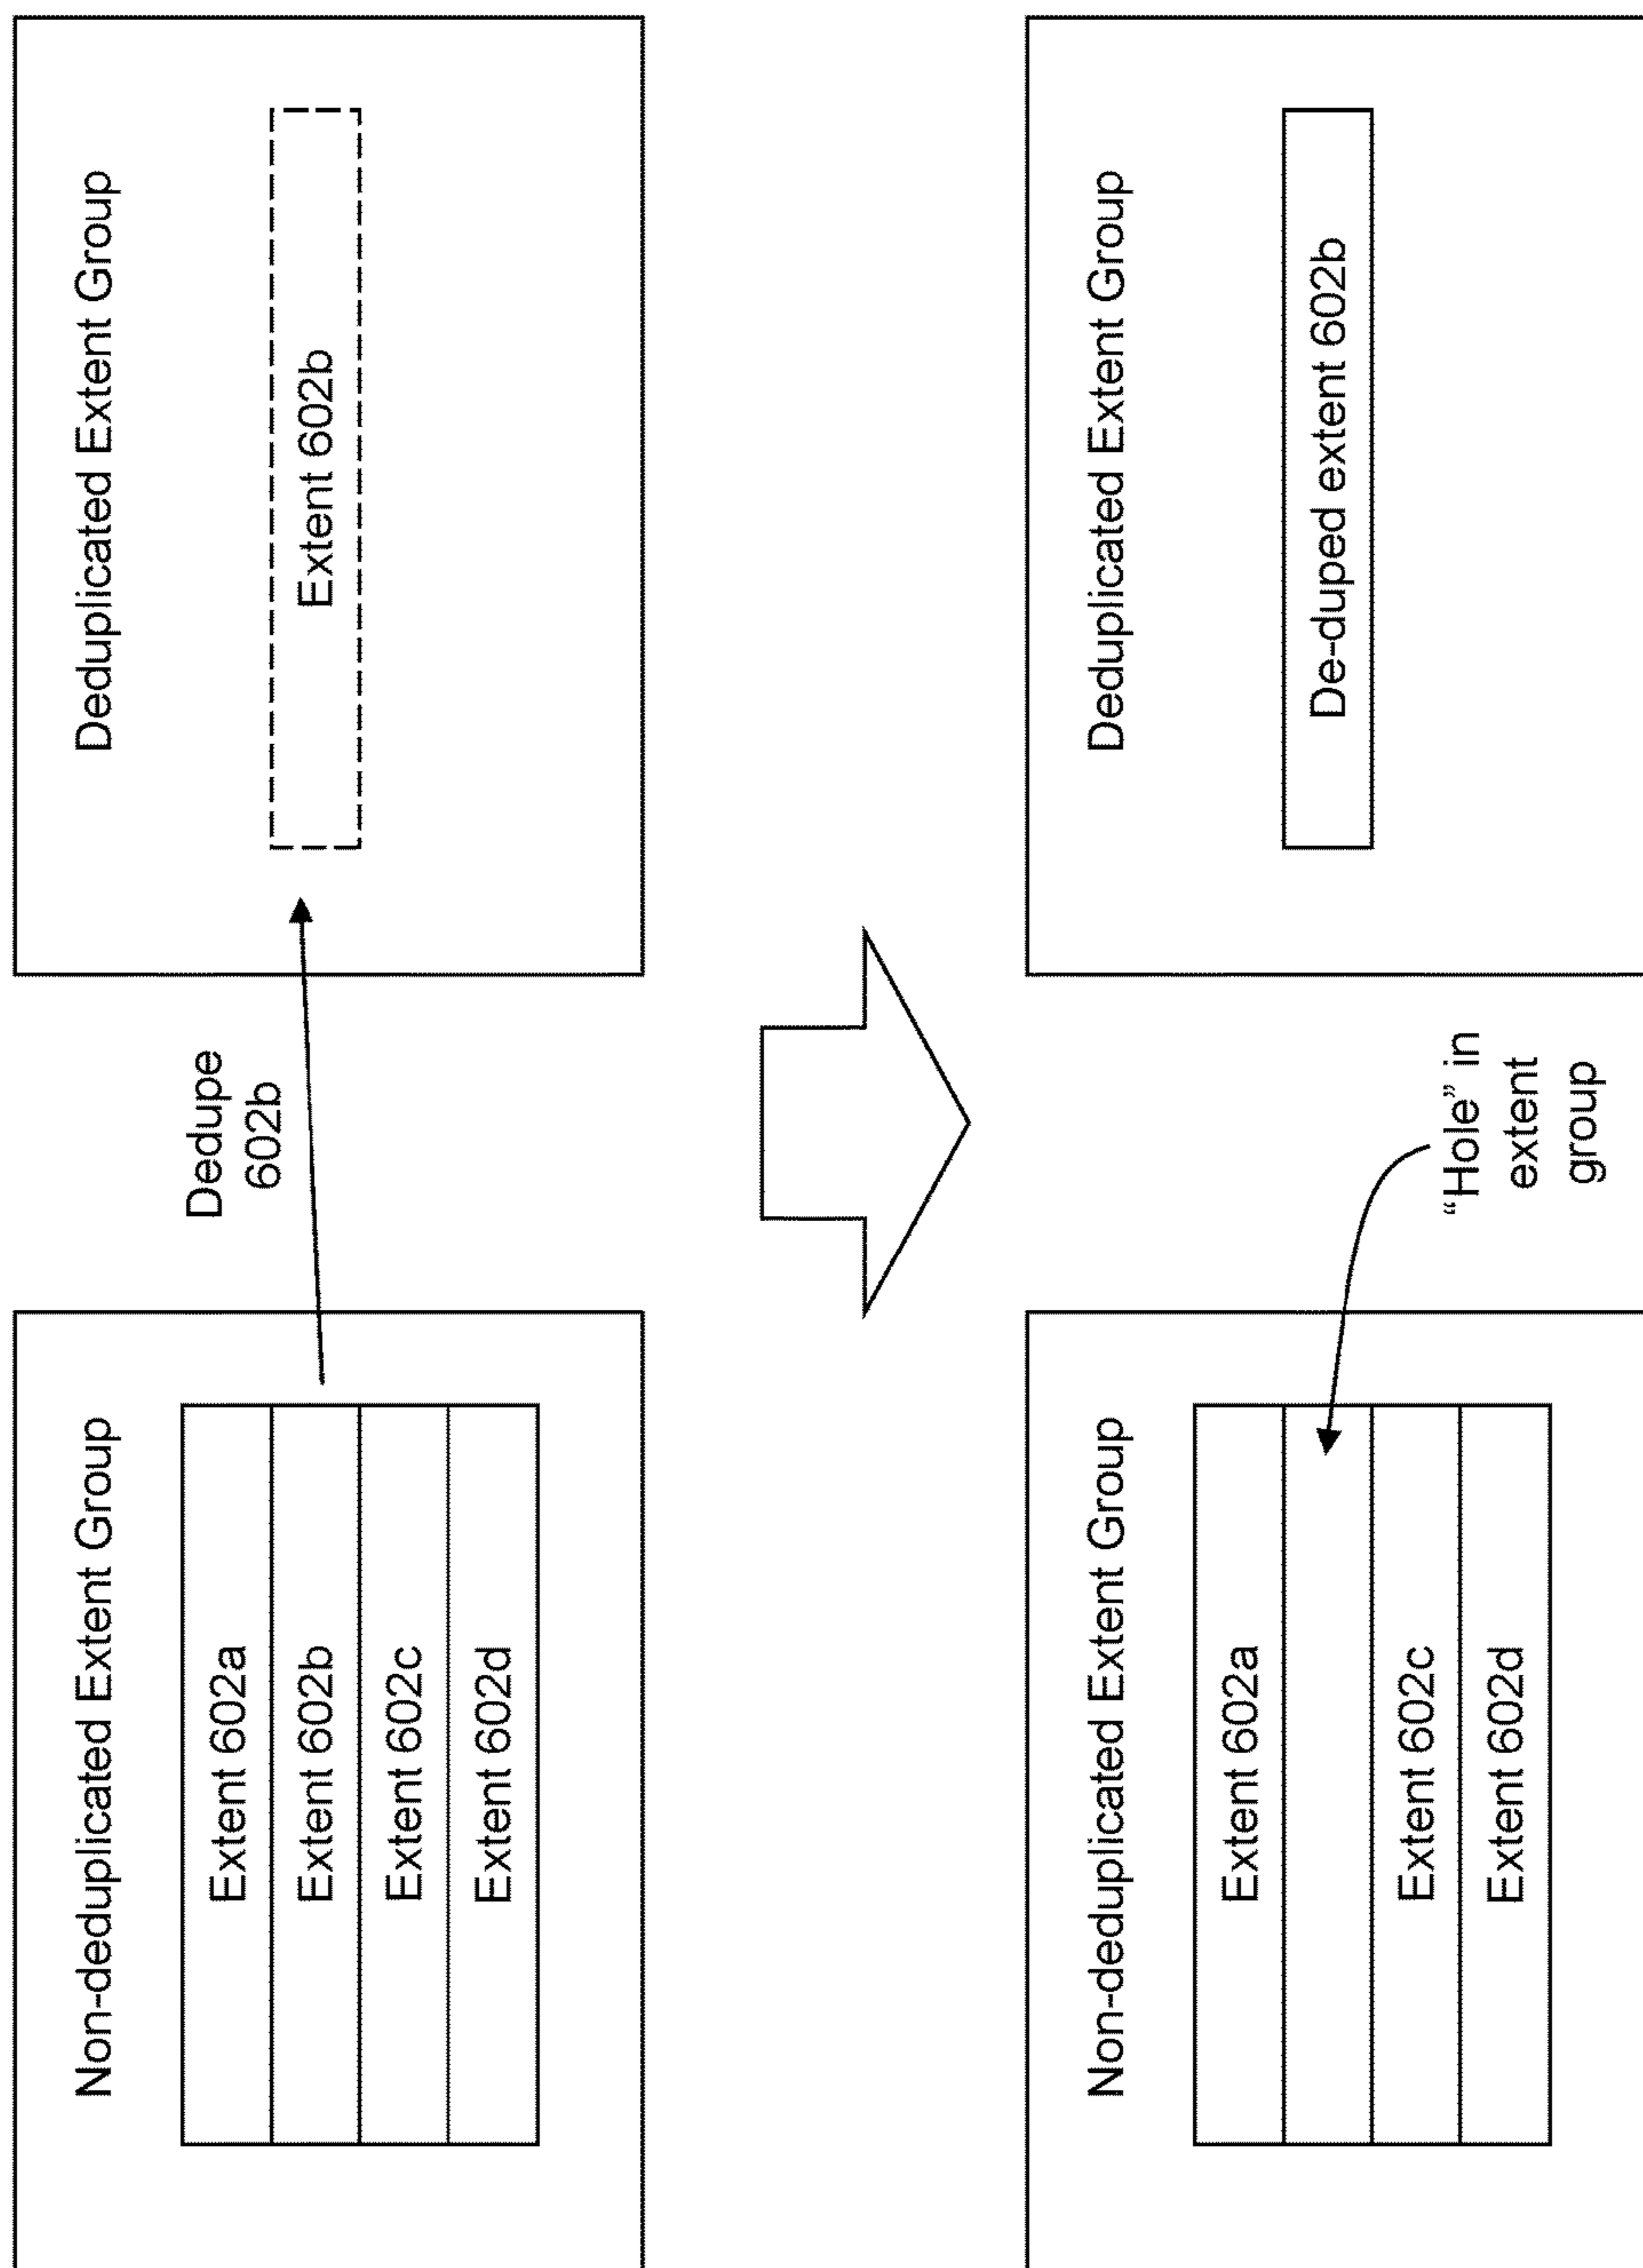 Non-deduplicated Extent Group
Extent 602a
Extent 602b
Extent 602c
Extent 602d
Dedupe
602b
Deduplicated Extent Group
Extent 602b
Non-deduplicated Extent Group
Extent 602a
Extent 602c
Extent 602d
“Hole” in
extent
group
Deduplicated Extent Group
De-duped extent 602b